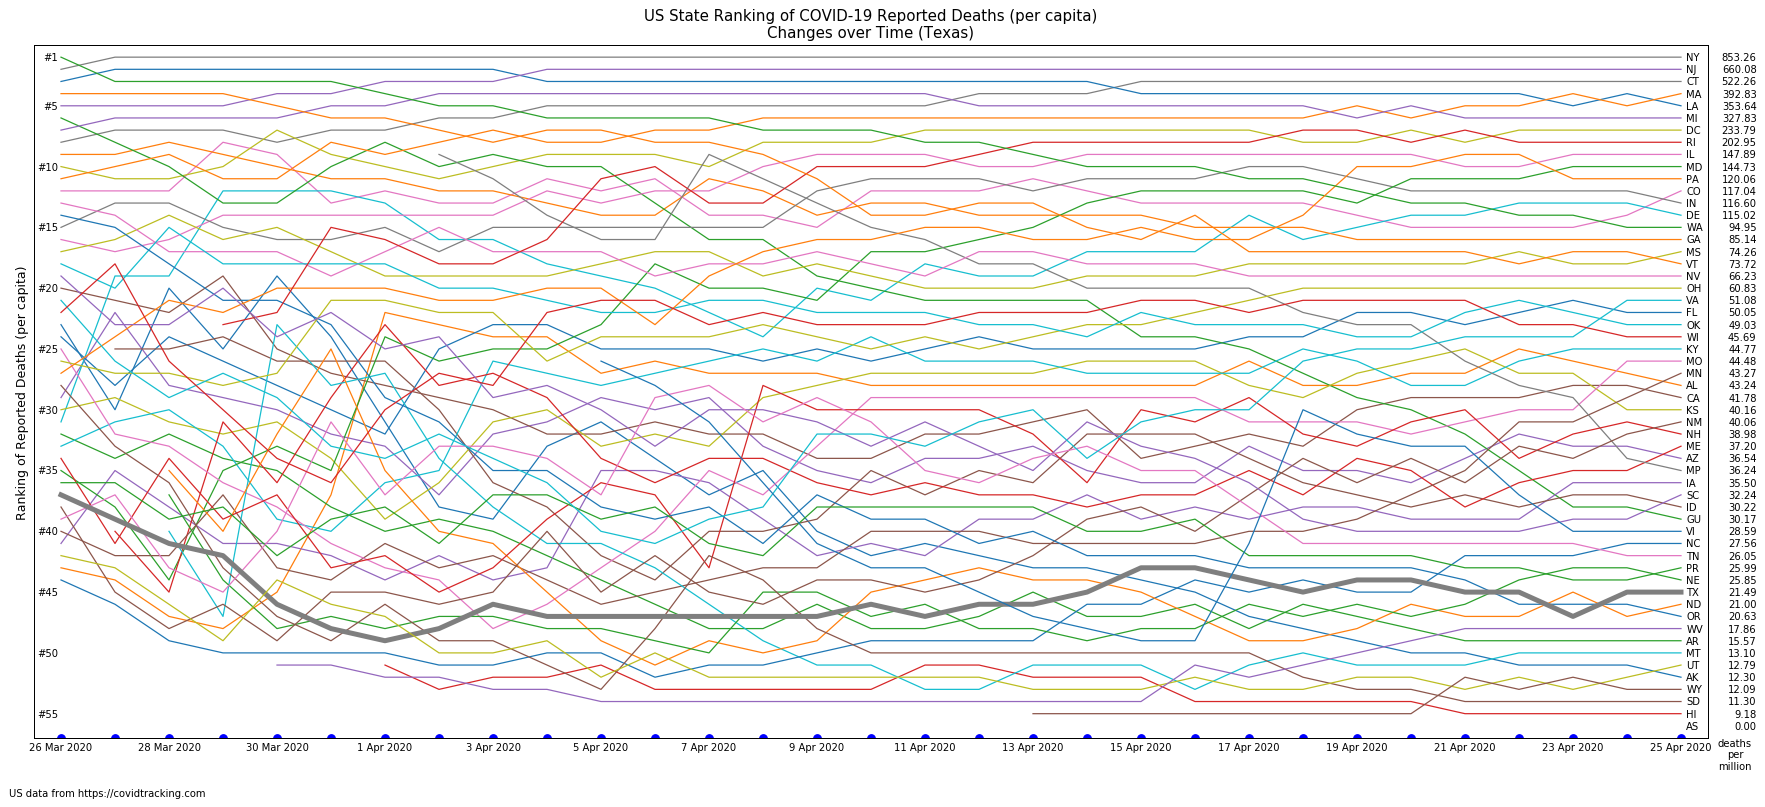 US State Ranking of COVID-19 Reported Deaths (per capita)
Changes over Time (Texas)
Ranking of Reported Deaths (per capita)
#1
#5
#10
#15
#20
#25
#30
#35
#40
#45
#50
#55
NY 853.26
NJ 660.08
CT 522.26
MA 392.83
LA 353.64
MI 327.83
DC 233.79
RI 202.95
IL 147.89
MD 144.73
PA 120.06
CO 117.04
IN 116.60
DE 115.02
WA 94.95
GA 85.14
MS 74.26
VT 73.72
NV 66.23
OH 60.83
VA 51.08
FL 50.05
OK 49.03
WI 45.69
KY 44.77
MO 44.48
MN 43.27
AL 43.24
CA 41.78
KS 40.16
NM 40.06
NH 38.98
ME 37.20
AZ 36.54
MP 36.24
IA 35.50
SC 32.24
ID 30.22
GU 30.17
VI 28.59
NC 27.56
TN 26.05
PR 25.99
NE 25.85
TX 21.49
ND 21.00
OR 20.63
WV 17.86
AR 15.57
MT 13.10
UT 12.79
AK 12.30
WY 12.09
SD 11.30
HI 9.18
AS 0.00
26 Mar 2020 28 Mar 2020 30 Mar 2020 1 Apr 2020 3 Apr 2020 5 Apr 2020 7 Apr 2020 9 Apr 2020 11 Apr 2020 13 Apr 2020 15 Apr 2020 17 Apr 2020 19 Apr 2020 21 Apr 2020 23 Apr 2020 25 Apr 2020
deaths
per
million
US data from https://covidtracking.com